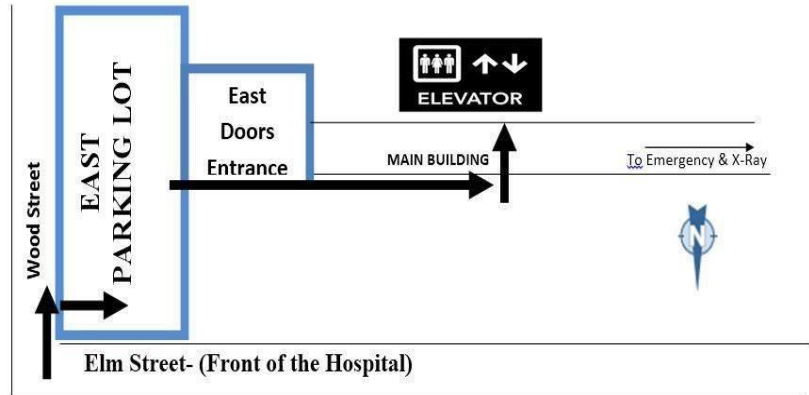 Wood Street
EAST
PARKING LOT
East
Doors
Entrance
ELEVATOR
MAIN BUILDING
To Emergency & X-Ray
N
Elm Street- (Front of the Hospital)